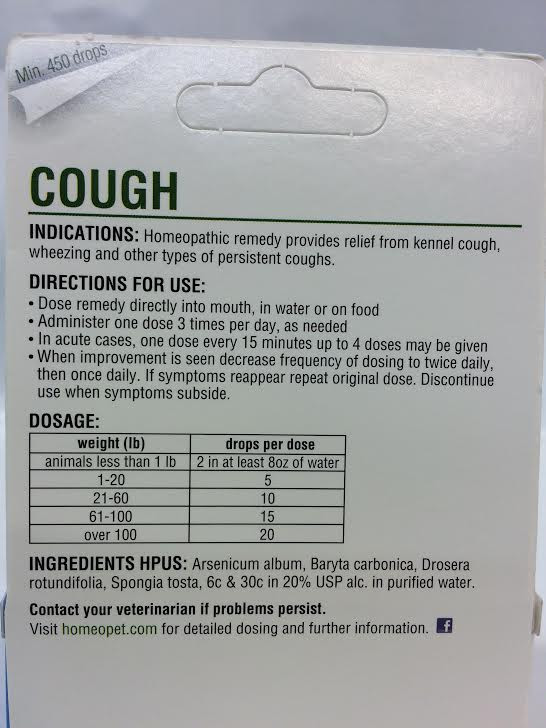 Min. 450 drops
COUGH
INDICATIONS: Homeopathic remedy provides relief from kennel cough,
wheezing and other types of persistent coughs.
DIRECTIONS FOR USE:
• Dose remedy directly into mouth, in water or on food
• Administer one dose 3 times per day, as needed
• In acute cases, one dose every 15 minutes up to 4 doses may be given
• When improvement is seen decrease frequency of dosing to twice daily,
then once daily. If symptoms reappear repeat original dose. Discontinue
use when symptoms subside.
DOSAGE:
weight (lb) drops per dose
animals less than 1 lb 2 in at least 8oz of water
1-20 5
21-60 10
61-100 15
over 100 20
INGREDIENTS HPUS: Arsenicum album, Baryta carbonica, Drosera
rotundifolia, Spongia tosta, 6c & 30c in 20% USP alc. in purified water.
Contact your veterinarian if problems persist.
Visit homeopet.com for detailed dosing and further information. f